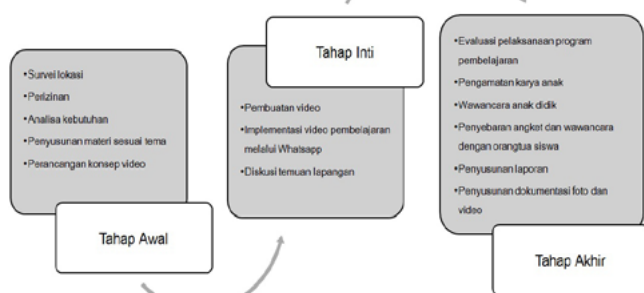 •Survei lokasi
•Perizinan
•Analisa kebutuhan
•Penyusunan materi sesuai tema
•Perancangan konsep video
Tahap Awal
Tahap Inti
•Pembuatan video
•Implementasi video pembelajaran
melalui Whatsapp
•Diskusi temuan lapangan
•Evaluasi pelaksanaan program
pembelajaran
•Pengamatan karya anak
•Wawancara anak didik
•Penyebaran angket dan wawancara
dengan orangtua siswa
•Penyusunan laporan
•Penyusunan dokumentasi foto dan
video
Tahap Akhir